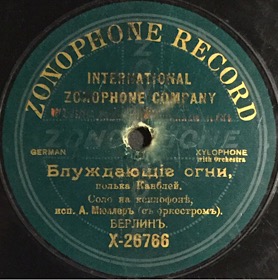 ZONOPHONE RECORD
INTERNATIONAL
ZONOPHONE COMPANY
GERMAN
XYLOPHONE
with Orchestra
Блуждающіе огни,
полька Канблей.
Соло на ксилофонѣ,
исп. А. Мюллеръ (съ оркестромъ).
БЕРЛИНЪ.
X-26766